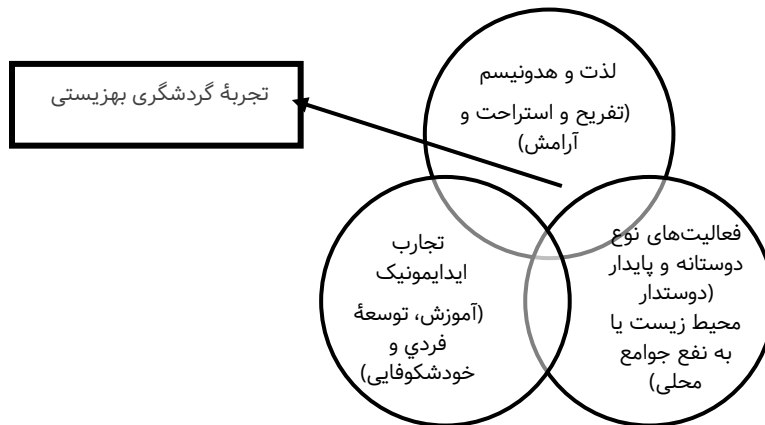 تجربهٔ گردشگری بهزیستی
لذت و هدونیسم
(تفریح و استراحت و
آرامش)
فعالیت‌های نوع
دوستانه و پایدار
(دوستدار
محیط زیست یا
به نفع جوامع
محلی)
تجارب
ایدایمونیک
(آموزش، توسعهٔ
فردي و
خودشکوفایی)